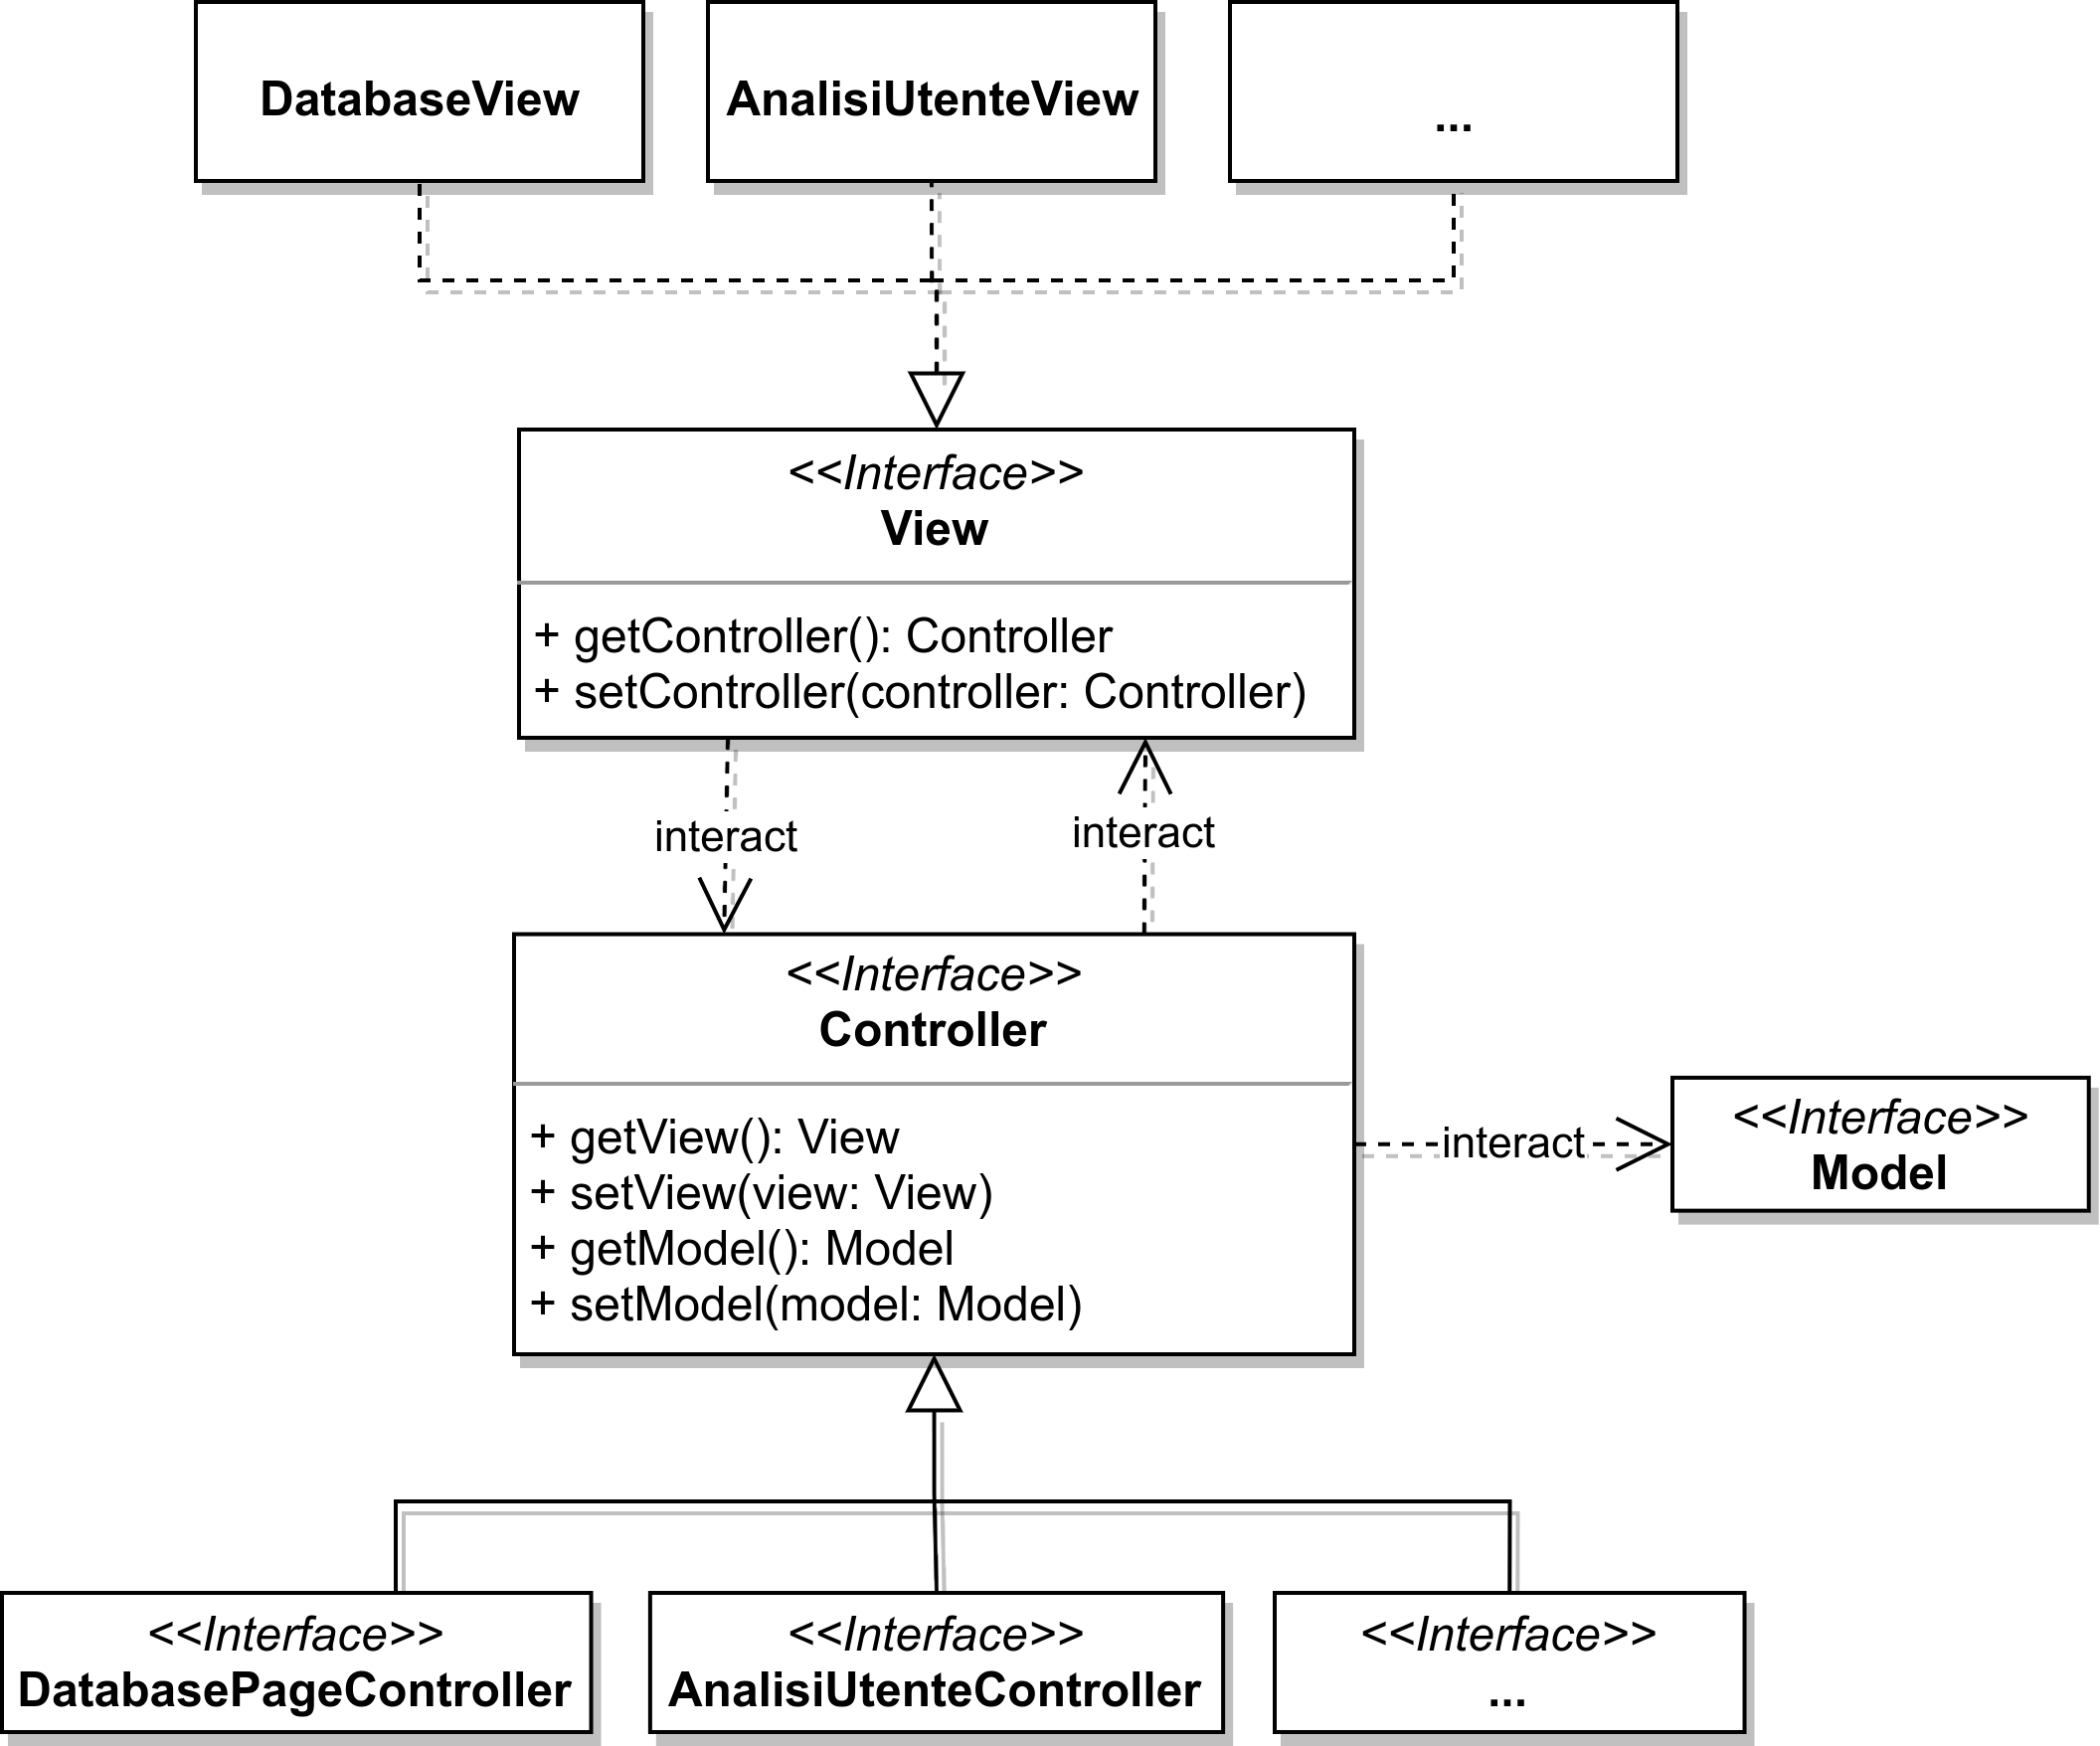 DatabaseView
AnalisiUtenteView
...
<<Interface>>
View
+ getController(): Controller
+ setController(controller: Controller)
interact
interact
<<Interface>>
Controller
+ getView(): View
+ setView(view: View)
+ getModel(): Model
+ setModel(model: Model)
interact
<<Interface>>
Model
<<Interface>>
DatabasePageController
<<Interface>>
AnalisiUtenteController
<<Interface>>
...